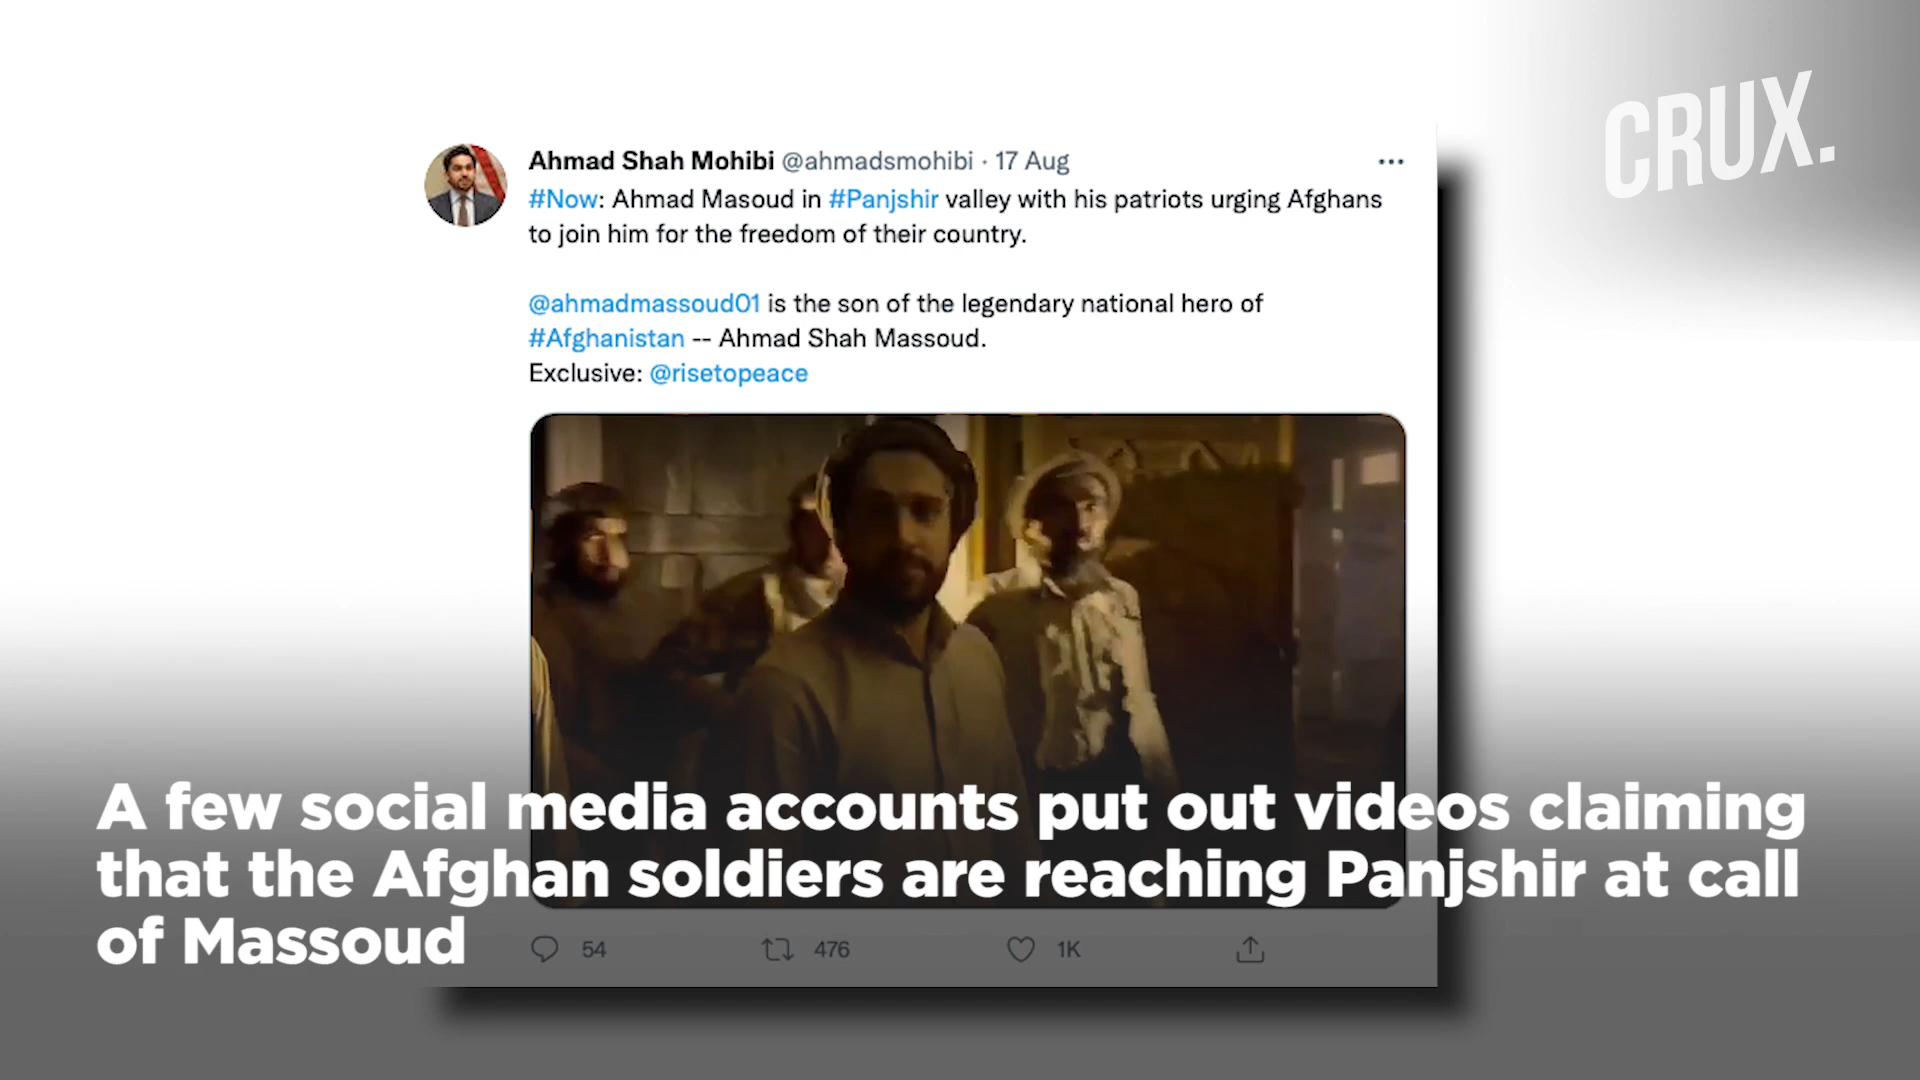 CRUX.
Ahmad Shah Mohibi @ahmadsmohibi · 17 Aug
#Now: Ahmad Masoud in #Panjshir valley with his patriots urging Afghans
to join him for the freedom of their country.
@ahmadmassoud01 is the son of the legendary national hero of
#Afghanistan -- Ahmad Shah Massoud.
Exclusive: @risetopeace
A few social media accounts put out videos claiming
that the Afghan soldiers are reaching Panjshir at call
of Massoud
54 476 1K